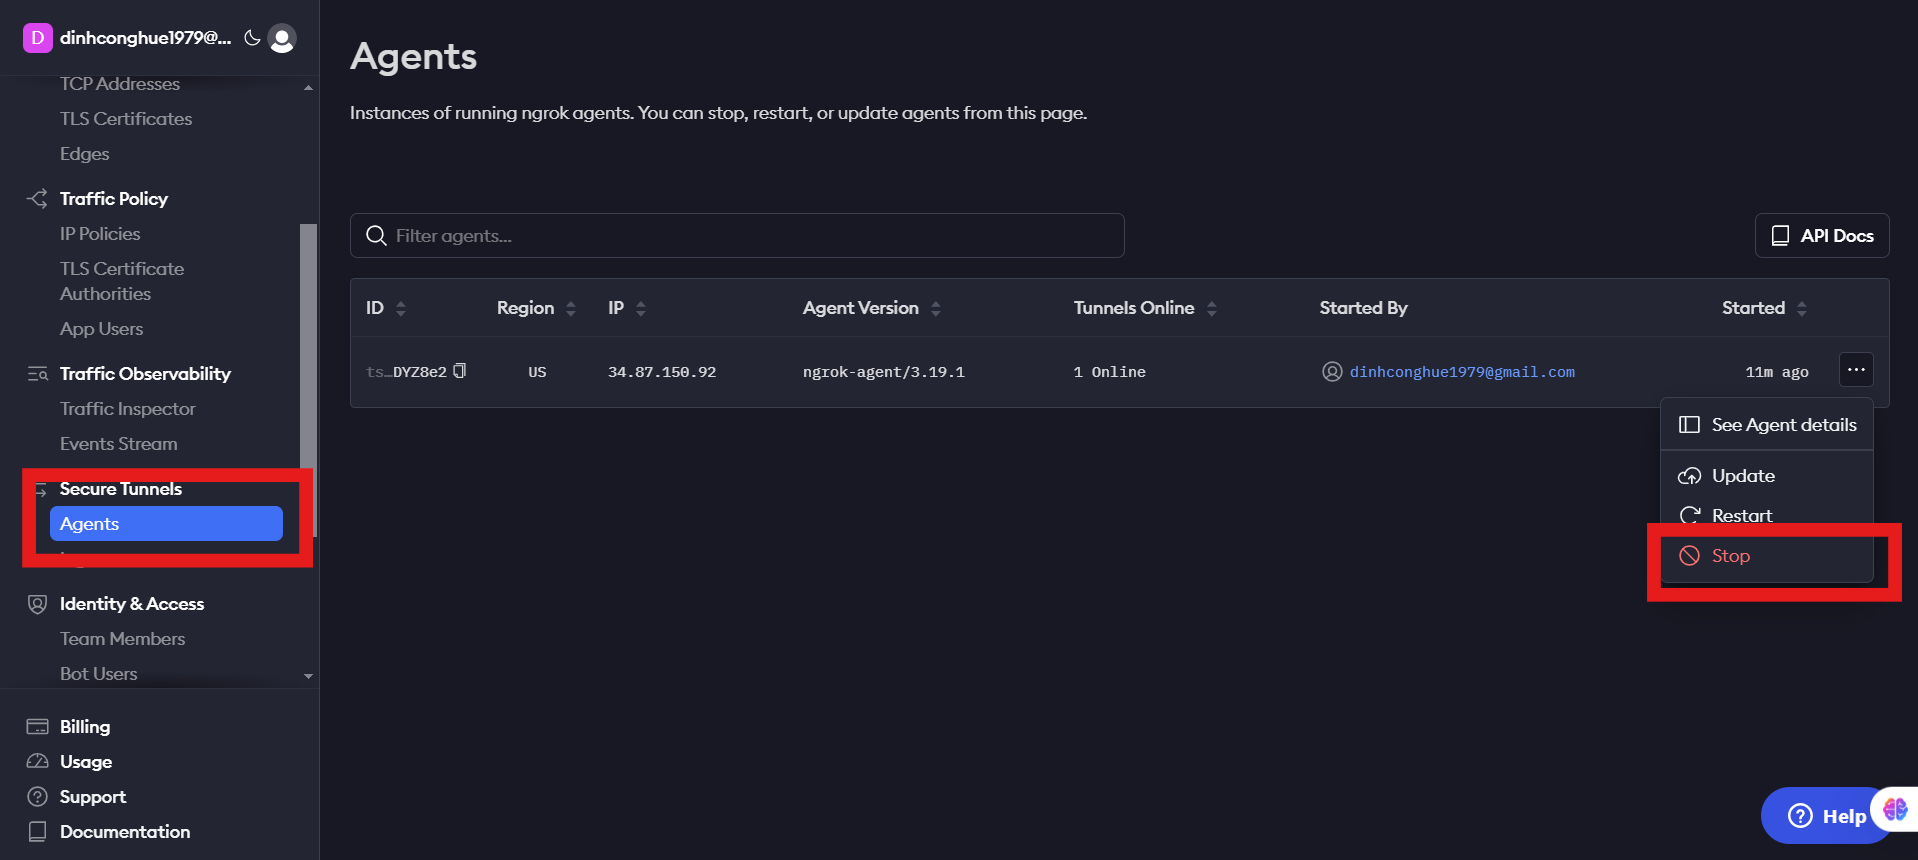 D dinhconghue1979@...
TCP Addresses
TLS Certificates
Edges
Traffic Policy
IP Policies
TLS Certificate
Authorities
App Users
Traffic Observability
Traffic Inspector
Events Stream
Secure Tunnels
Agents
Identity & Access
Team Members
Bot Users
Billing
Usage
Support
Documentation
Agents
Instances of running ngrok agents. You can stop, restart, or update agents from this page.
Filter agents...
API Docs
ID Region IP Agent Version Tunnels Online Started By Started
ts_DYZ8e2 US 34.87.150.92 ngrok-agent/3.19.1 1 Online dinhconghue1979@gmail.com 11m ago
See Agent details
Update
Restart
Stop
Help